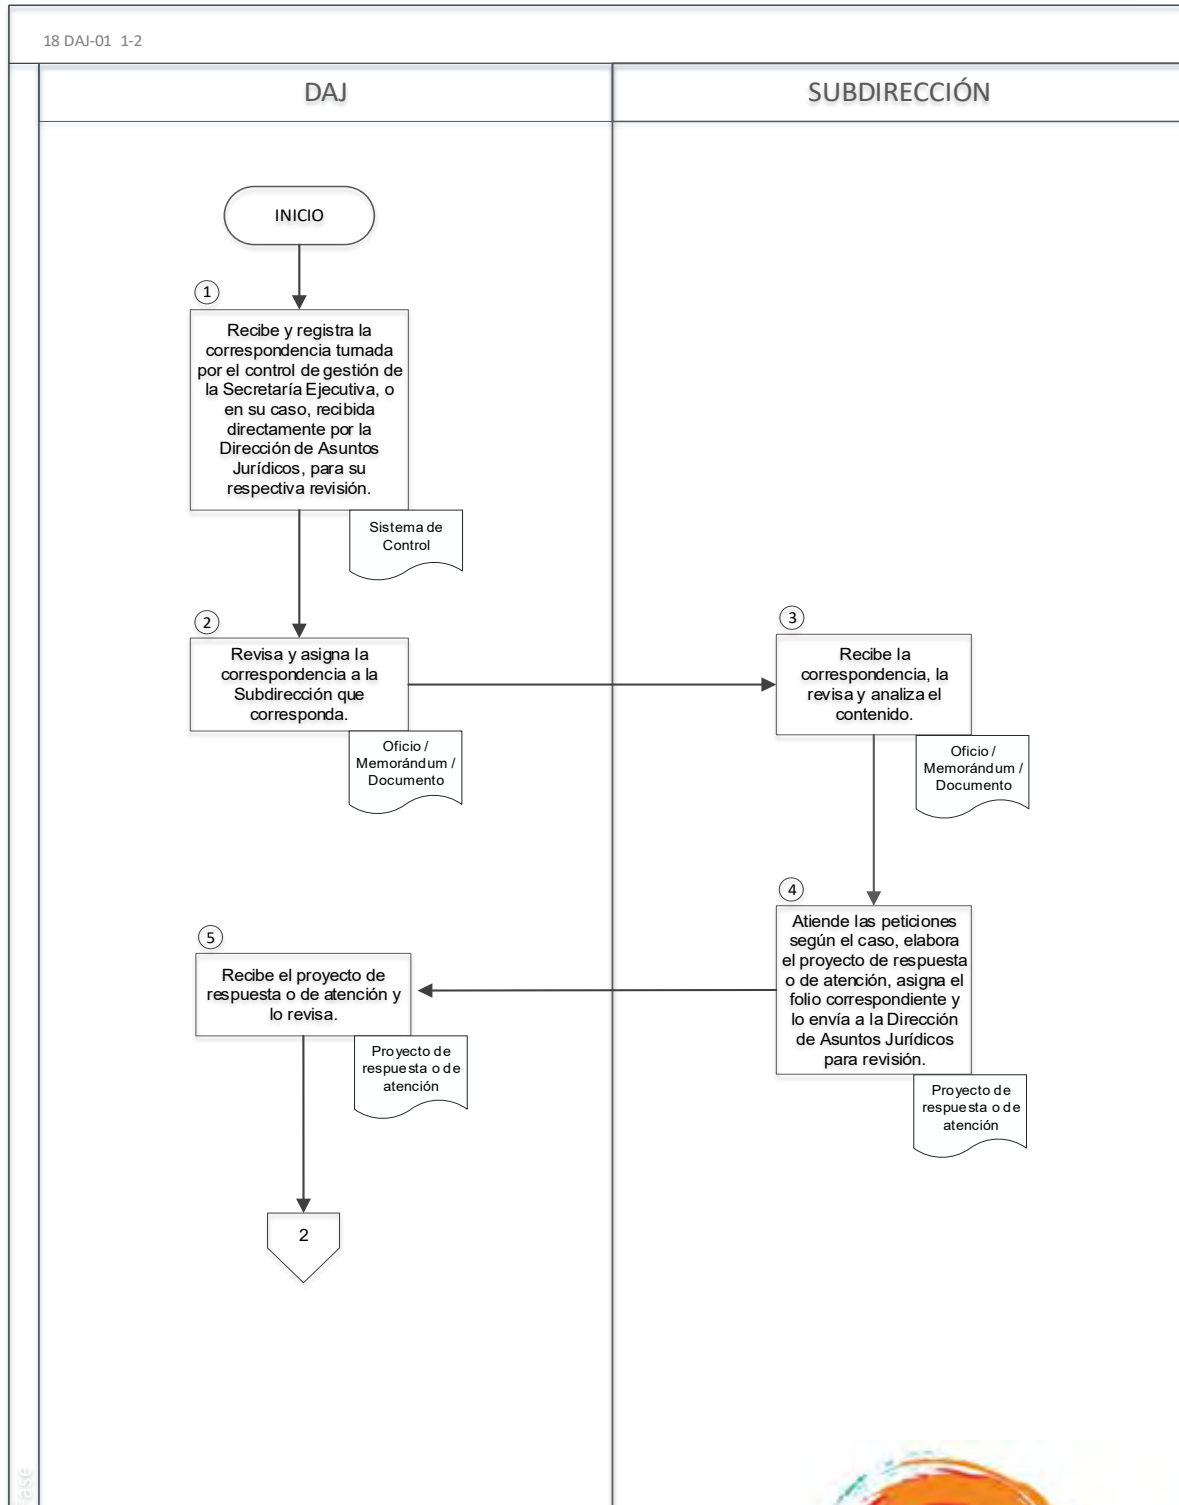 18 DAJ-01 1-2
DAJ
SUBDIRECCIÓN
INICIO
1
Recibe y registra la
correspondencia turnada
por el control de gestión de
la Secretaría Ejecutiva, o
en su caso, recibida
directamente por la
Dirección de Asuntos
Jurídicos, para su
respectiva revisión.
Sistema de
Control
2
Revisa y asigna la
correspondencia a la
Subdirección que
corresponda.
Oficio /
Memorándum /
Documento
3
Recibe la
correspondencia, la
revisa y analiza el
contenido.
Oficio /
Memorándum /
Documento
4
Atiende las peticiones
según el caso, elabora
el proyecto de respuesta
o de atención, asigna el
folio correspondiente y
lo envía a la Dirección
de Asuntos Jurídicos
para revisión.
Proyecto de
respuesta o de
atención
5
Recibe el proyecto de
respuesta o de atención y
lo revisa.
Proyecto de
respuesta o de
atención
2